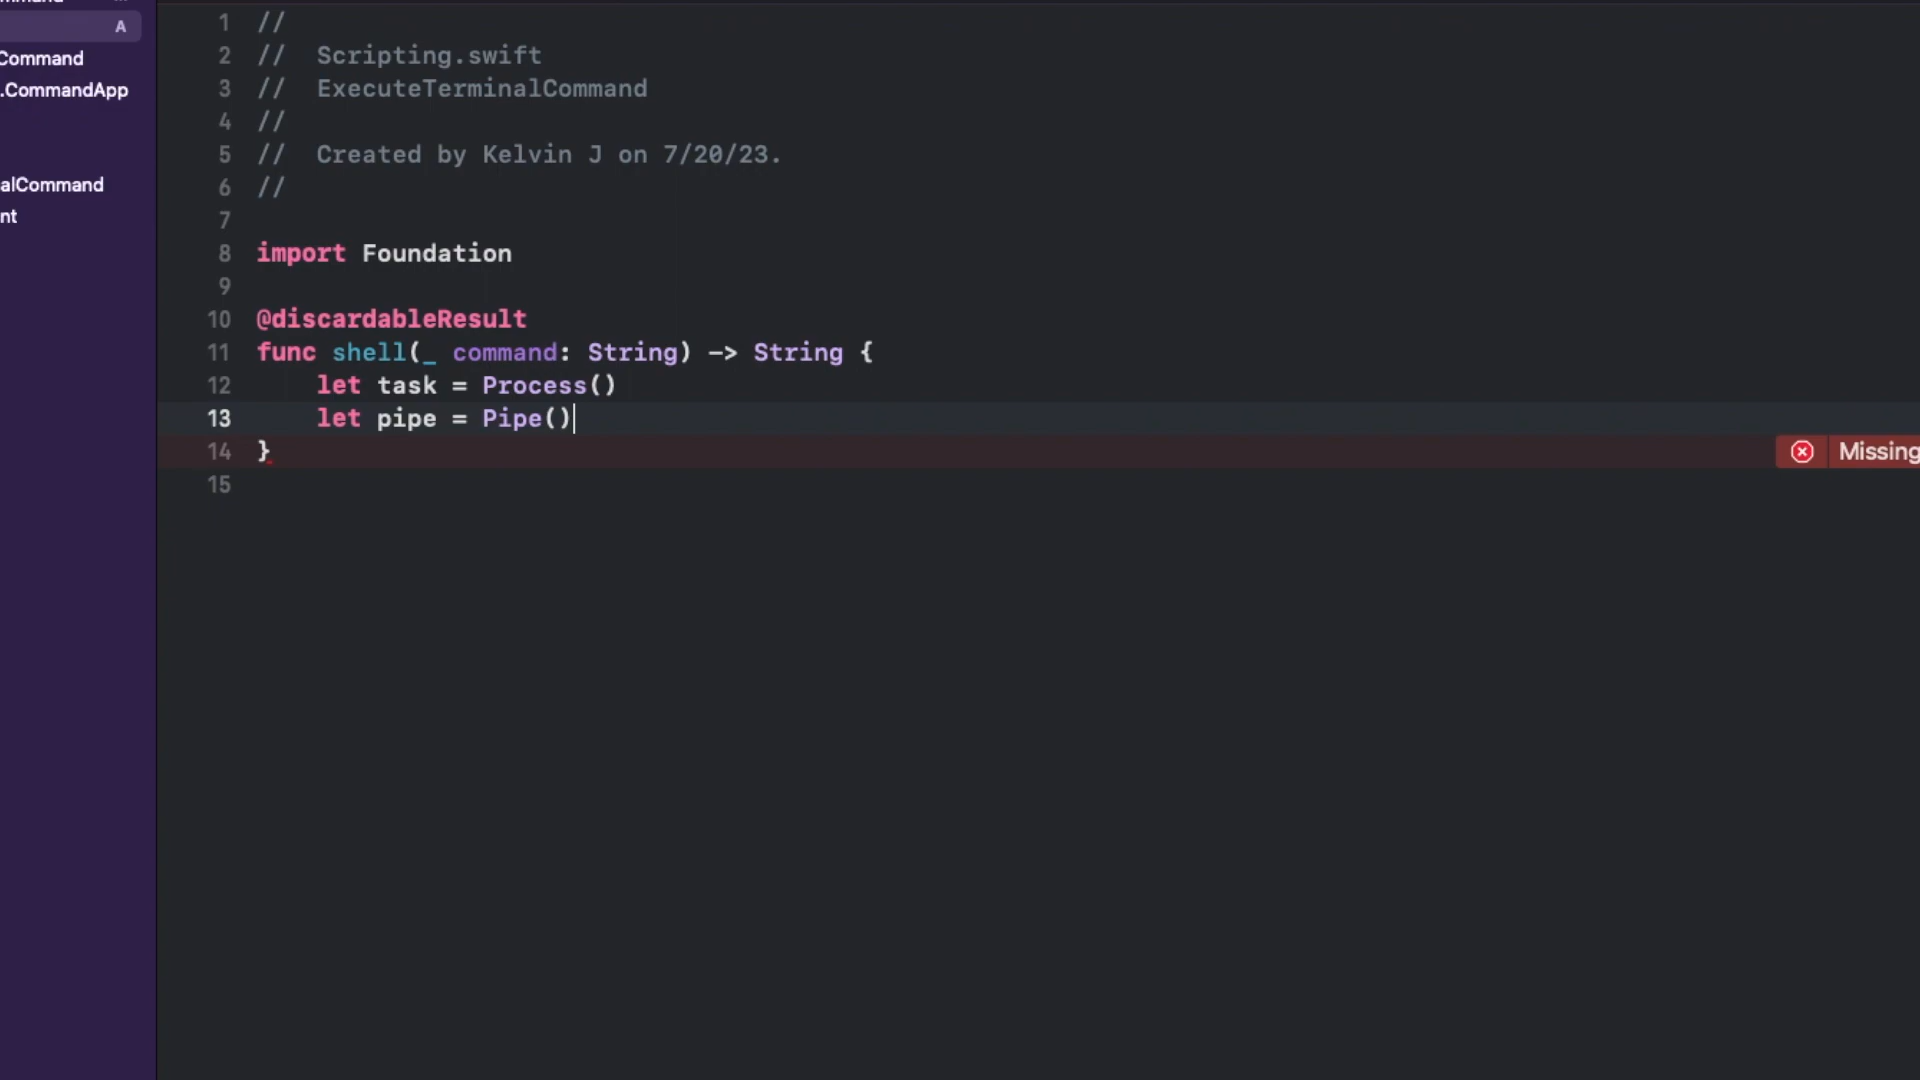 A
Command
.CommandApp
alCommand
nt
1 //
2 // Scripting.swift
3 // ExecuteTerminalCommand
4 //
5 // Created by Kelvin J on 7/20/23.
6 //
7
8 import Foundation
9
10 @discardableResult
11 func shell(_ command: String) -> String {
12     let task = Process()
13     let pipe = Pipe()
14 }
Missing
15